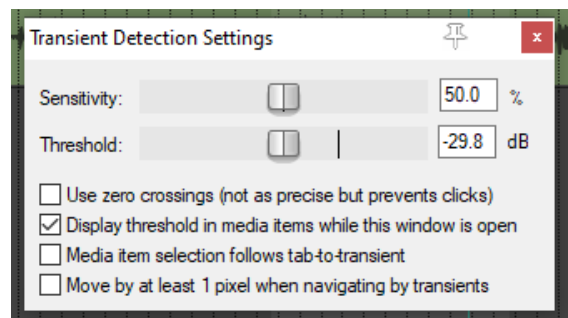 Transient Detection Settings
x
Sensitivity: 50.0 %
Threshold: -29.8 dB
Use zero crossings (not as precise but prevents clicks)
Display threshold in media items while this window is open
Media item selection follows tab-to-transient
Move by at least 1 pixel when navigating by transients